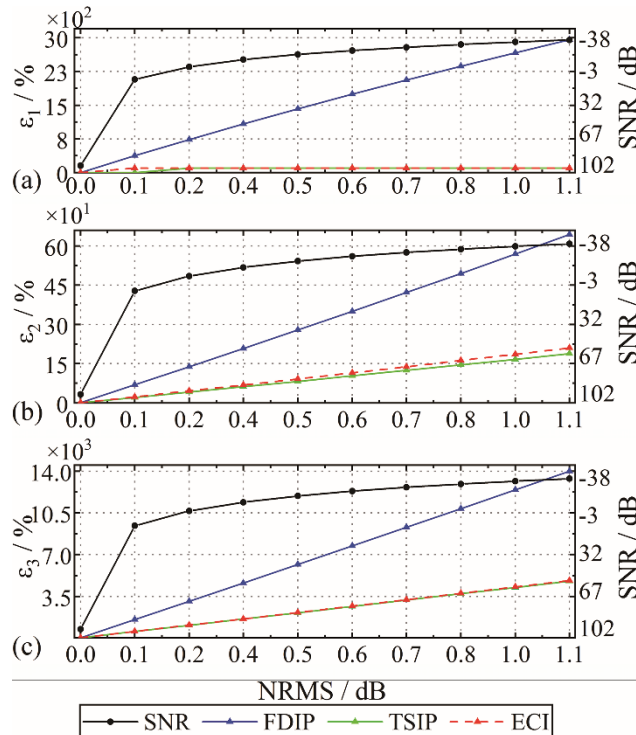 ×10²
30
23
15
8
0
ε₁ / %
-38
-3
32
67
102
SNR / dB
(a)
0.0 0.1 0.2 0.4 0.5 0.6 0.7 0.8 1.0 1.1
×10¹
60
45
30
15
0
ε₂ / %
-38
-3
32
67
102
SNR / dB
(b)
0.0 0.1 0.2 0.4 0.5 0.6 0.7 0.8 1.0 1.1
×10³
14.0
10.5
7.0
3.5
ε₃ / %
-38
-3
32
67
102
SNR / dB
(c)
0.0 0.1 0.2 0.4 0.5 0.6 0.7 0.8 1.0 1.1
NRMS / dB
SNR FDIP TSIP ECI